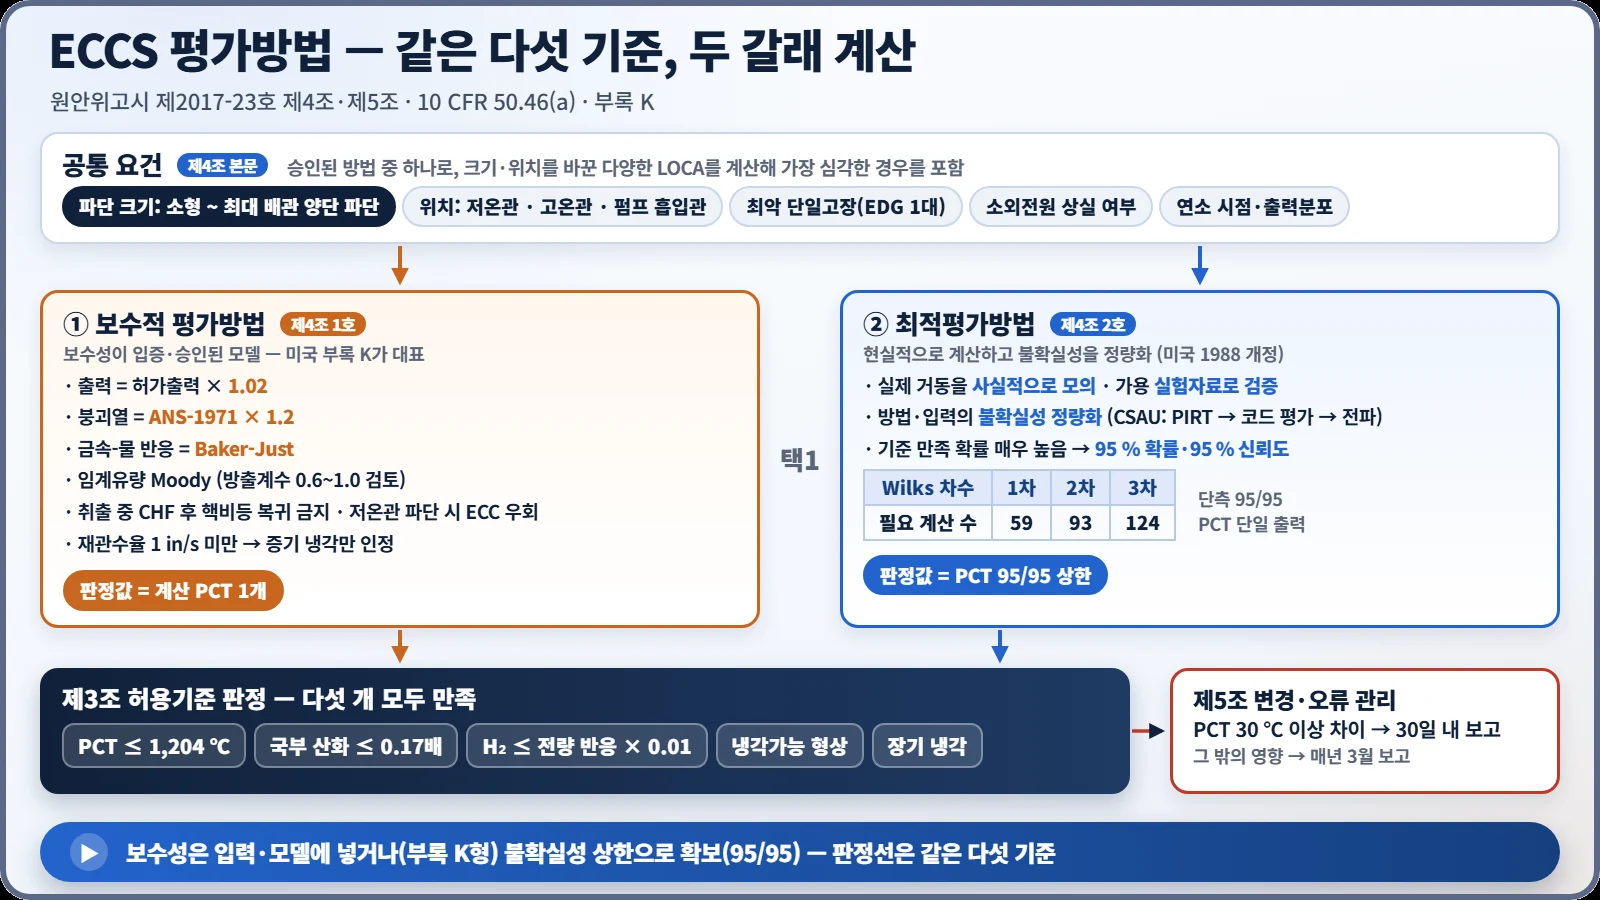 ECCS 평가방법 — 같은 다섯 기준, 두 갈래 계산
원안위고시 제2017-23호 제4조·제5조 · 10 CFR 50.46(a) · 부록 K
공통 요건 제4조 본문 승인된 방법 중 하나로, 크기·위치를 바꾼 다양한 LOCA를 계산해 가장 심각한 경우를 포함
파단 크기: 소형 ~ 최대 배관 양단 파단 위치: 저온관 · 고온관 · 펌프 흡입관 최악 단일고장(EDG 1대) 소외전원 상실 여부 연소 시점·출력분포
① 보수적 평가방법 제4조 1호
보수성이 입증·승인된 모델 — 미국 부록 K가 대표
· 출력 = 허가출력 × 1.02
· 붕괴열 = ANS-1971 × 1.2
· 금속-물 반응 = Baker-Just
· 임계유량 Moody (방출계수 0.6~1.0 검토)
· 취출 중 CHF 후 핵비등 복귀 금지 · 저온관 파단 시 ECC 우회
· 재관수율 1 in/s 미만 → 증기 냉각만 인정
판정값 = 계산 PCT 1개
택1
② 최적평가방법 제4조 2호
현실적으로 계산하고 불확실성을 정량화 (미국 1988 개정)
· 실제 거동을 사실적으로 모의 · 가용 실험자료로 검증
· 방법·입력의 불확실성 정량화 (CSAU: PIRT → 코드 평가 → 전파)
· 기준 만족 확률 매우 높음 → 95 % 확률·95 % 신뢰도
Wilks 차수 1차 2차 3차
필요 계산 수 59 93 124
단측 95/95
PCT 단일 출력
판정값 = PCT 95/95 상한
제3조 허용기준 판정 — 다섯 개 모두 만족
PCT ≤ 1,204 ℃ 국부 산화 ≤ 0.17배 H₂ ≤ 전량 반응 × 0.01 냉각가능 형상 장기 냉각
제5조 변경·오류 관리
PCT 30 ℃ 이상 차이 → 30일 내 보고
그 밖의 영향 → 매년 3월 보고
보수성은 입력·모델에 넣거나(부록 K형) 불확실성 상한으로 확보(95/95) — 판정선은 같은 다섯 기준